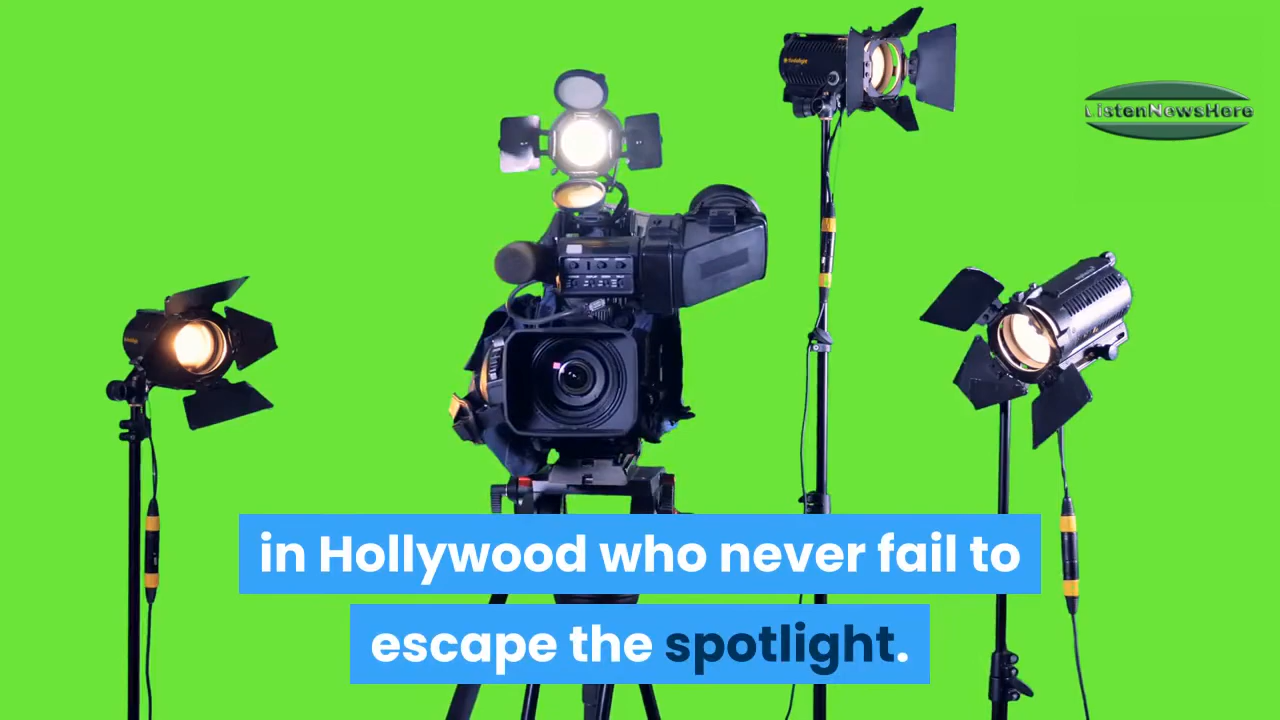 ListenNewsHere
in Hollywood who never fail to
escape the spotlight.